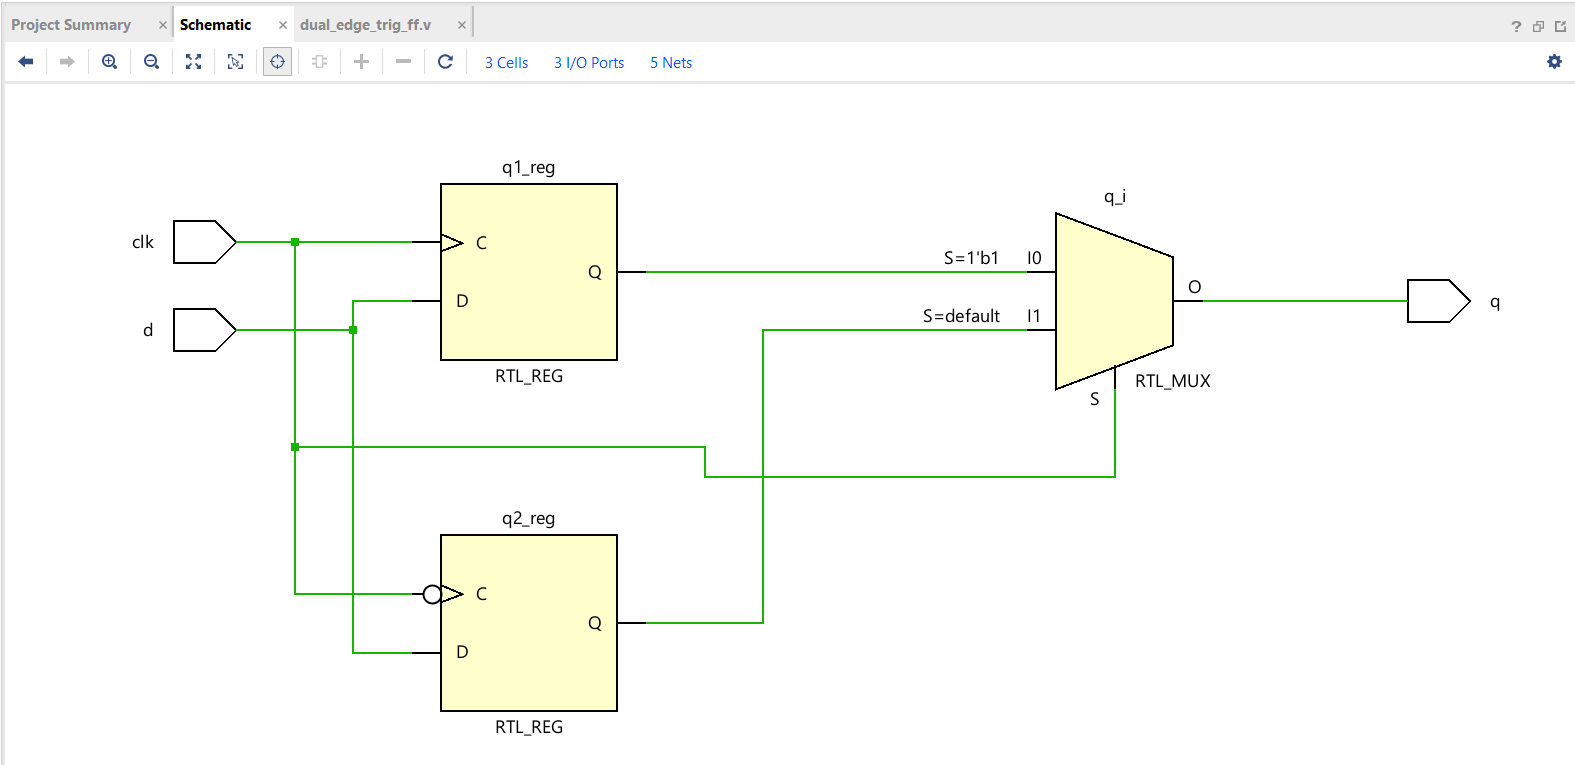 Project Summary × Schematic × dual_edge_trig_ff.v × ?
3 Cells 3 I/O Ports 5 Nets
q1_reg
q_i
clk
C
S=1'b1 I0
Q
O
D
q
d
S=default I1
RTL_REG
RTL_MUX
S
q2_reg
C
Q
D
RTL_REG